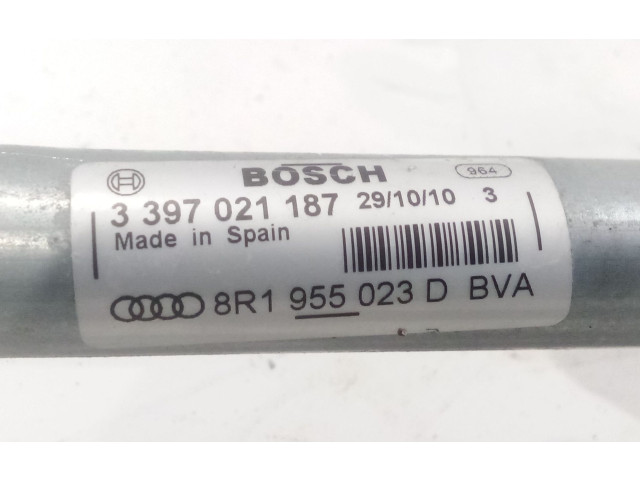 BOSCH 964
3 397 021 187 29/10/10 3
Made in Spain
8R1 955 023 D BVA